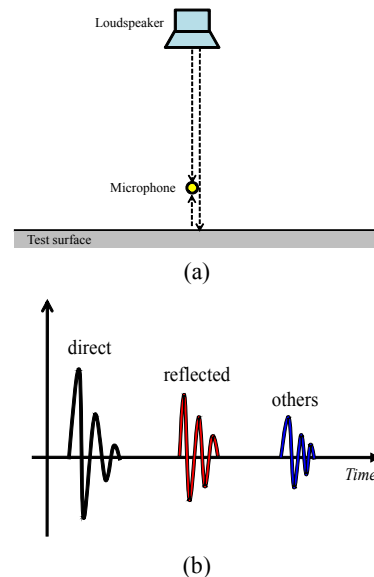 Loudspeaker
Microphone
Test surface
(a)
direct
reflected
others
Time
(b)